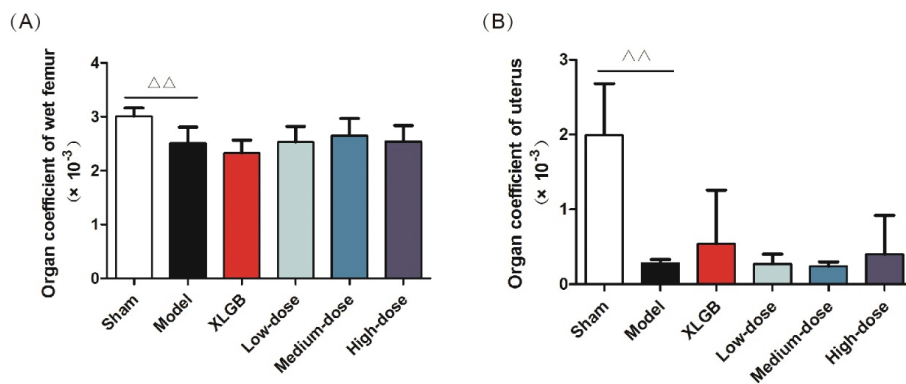 (A)
Organ coefficient of wet femur
(× 10⁻³)
4
3
2
1
0
△△
Sham
Model
XLGB
Low-dose
Medium-dose
High-dose
(B)
Organ coefficient of uterus
(× 10⁻³)
3
2
1
0
△△
Sham
Model
XLGB
Low-dose
Medium-dose
High-dose